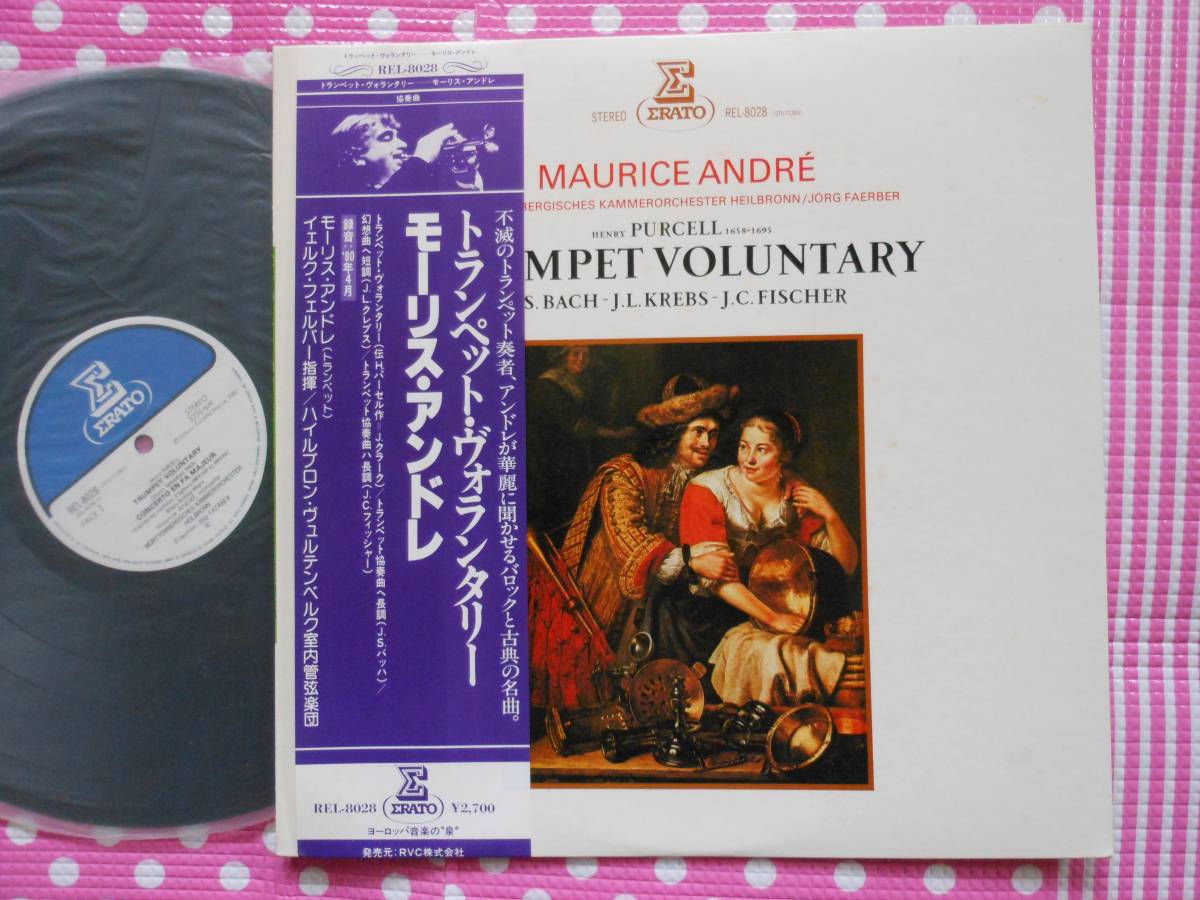 トランペット・ヴォランタリー モーリス・アンドレ
REL-8028
トランペット・ヴォランタリー モーリス・アンドレ
協奏曲
不滅のトランペット奏者、アンドレが華麗に聞かせるバロックと古典の名曲。
トランペット・ヴォランタリー
モーリス・アンドレ
トランペット・ヴォランタリー(伝H.パーセル作=J.クラーク)/トランペット協奏曲ヘ長調(J.S.バッハ)/
幻想曲ヘ短調(J.L.クレブス)/トランペット協奏曲ハ長調(J.C.フィッシャー)
録音:'80年4月
モーリス・アンドレ(トランペット)
イェルク・フェルバー指揮/ハイルブロン・ヴュルテンベルク室内管弦楽団
REL-8028 ERATO ¥2,700
ヨーロッパ音楽の"泉"
発売元:RVC株式会社
STEREO ERATO REL-8028
MAURICE ANDRÉ
BERGISCHES KAMMERORCHESTER HEILBRONN/JÖRG FAERBER
HENRY PURCELL 1658-1695
MPET VOLUNTARY
S. BACH - J.L. KREBS - J.C. FISCHER
ERATO
STEREO
33⅓rpm
REL-8028
FACE 1
TRUMPET VOLUNTARY
CONCERTO EN FA MAJEUR
WÜRTTEMBERGISCHES KAMMERORCHESTER
HEILBRONN